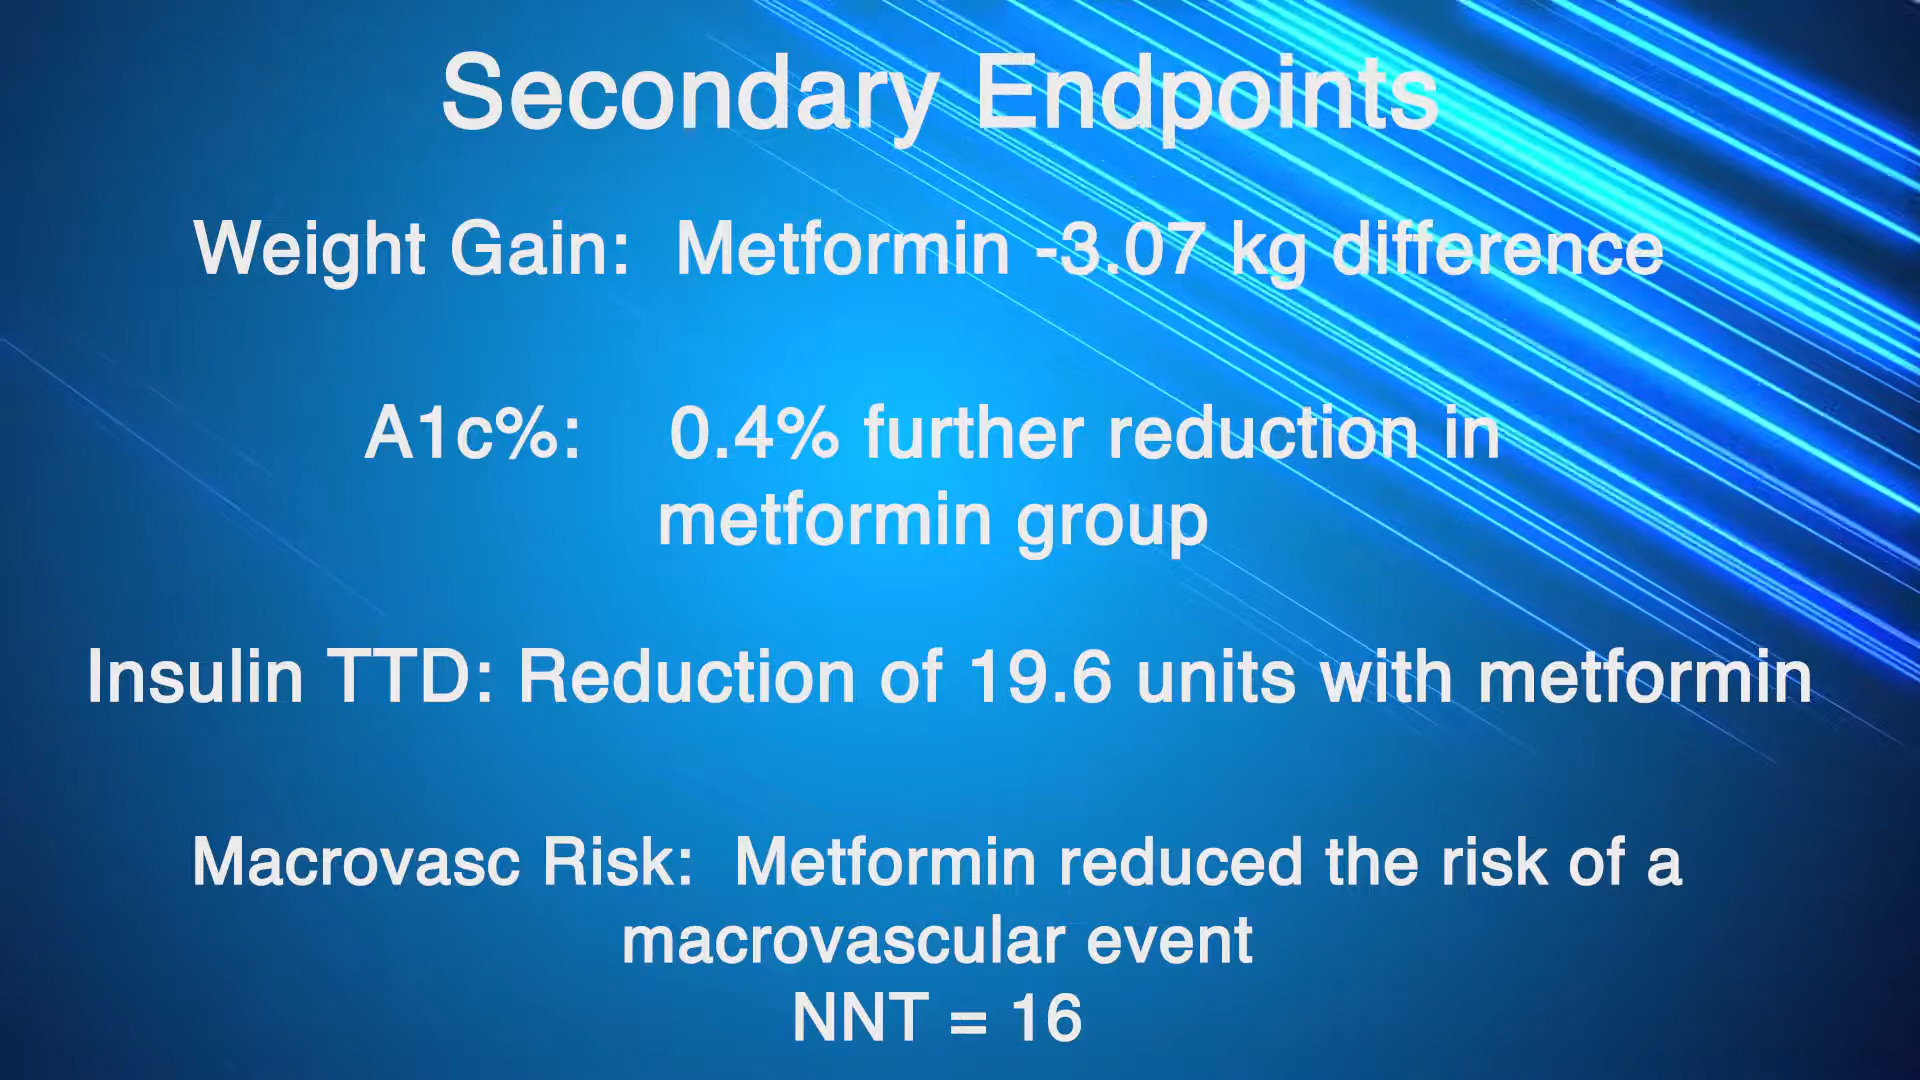 Secondary Endpoints
Weight Gain: Metformin -3.07 kg difference
A1c%: 0.4% further reduction in
metformin group
Insulin TTD: Reduction of 19.6 units with metformin
Macrovasc Risk: Metformin reduced the risk of a
macrovascular event
NNT = 16